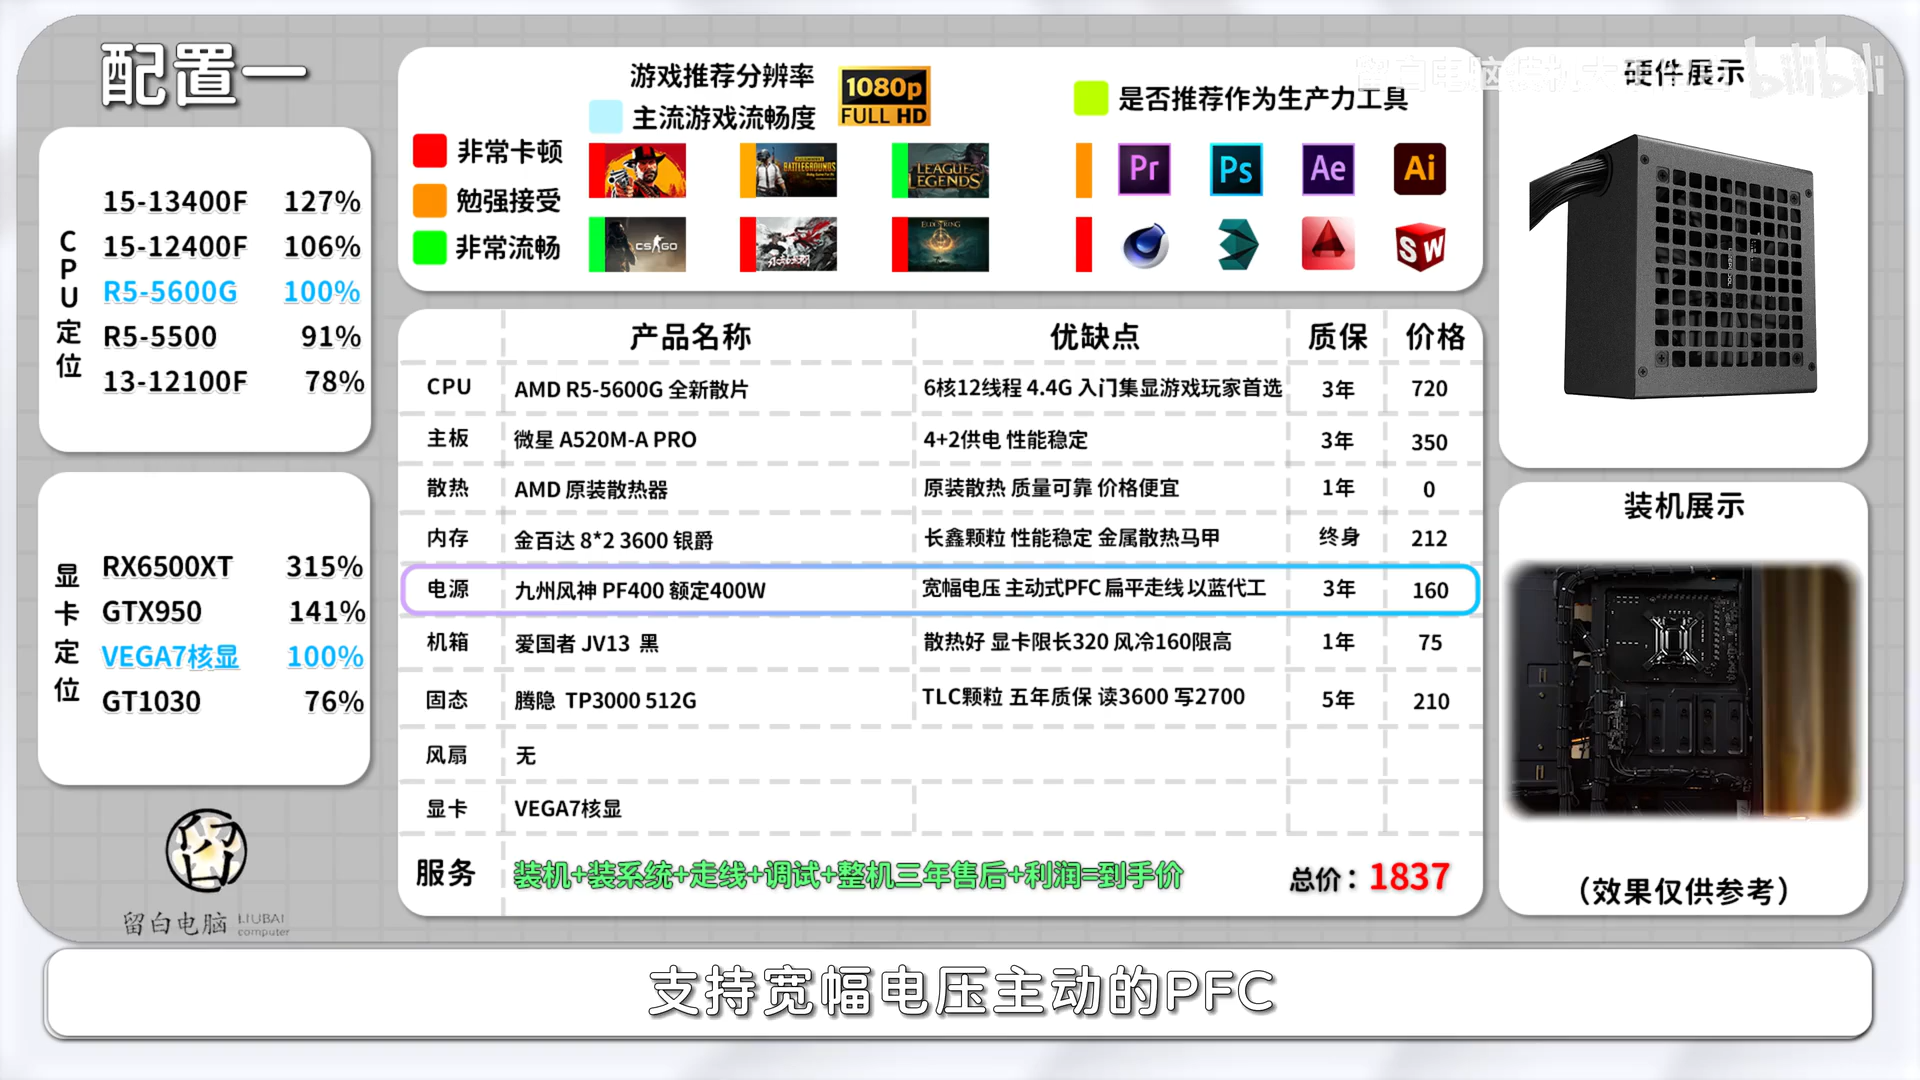 配置一
CPU定位
15-13400F 127%
15-12400F 106%
R5-5600G 100%
R5-5500 91%
13-12100F 78%
显卡定位
RX6500XT 315%
GTX950 141%
VEGA7核显 100%
GT1030 76%
留白电脑 LIUBAI computer
游戏推荐分辨率
1080p
FULL HD
主流游戏流畅度
非常卡顿
勉强接受
非常流畅
BATTLEGROUNDS
LEAGUE LEGENDS
CS GO
ELDEN RING
是否推荐作为生产力工具
Pr Ps Ae Ai
SW
产品名称 优缺点 质保 价格
CPU AMD R5-5600G 全新散片 6核12线程 4.4G 入门集显游戏玩家首选 3年 720
主板 微星 A520M-A PRO 4+2供电 性能稳定 3年 350
散热 AMD 原装散热器 原装散热 质量可靠 价格便宜 1年 0
内存 金百达 8*2 3600 银爵 长鑫颗粒 性能稳定 金属散热马甲 终身 212
电源 九州风神 PF400 额定400W 宽幅电压 主动式PFC 扁平走线 以蓝代工 3年 160
机箱 爱国者 JV13 黑 散热好 显卡限长320 风冷160限高 1年 75
固态 腾隐 TP3000 512G TLC颗粒 五年质保 读3600 写2700 5年 210
风扇 无
显卡 VEGA7核显
服务 装机+装系统+走线+调试+整机三年售后+利润=到手价 总价：1837
硬件展示
bilibili
装机展示
（效果仅供参考）
支持宽幅电压主动的PFC